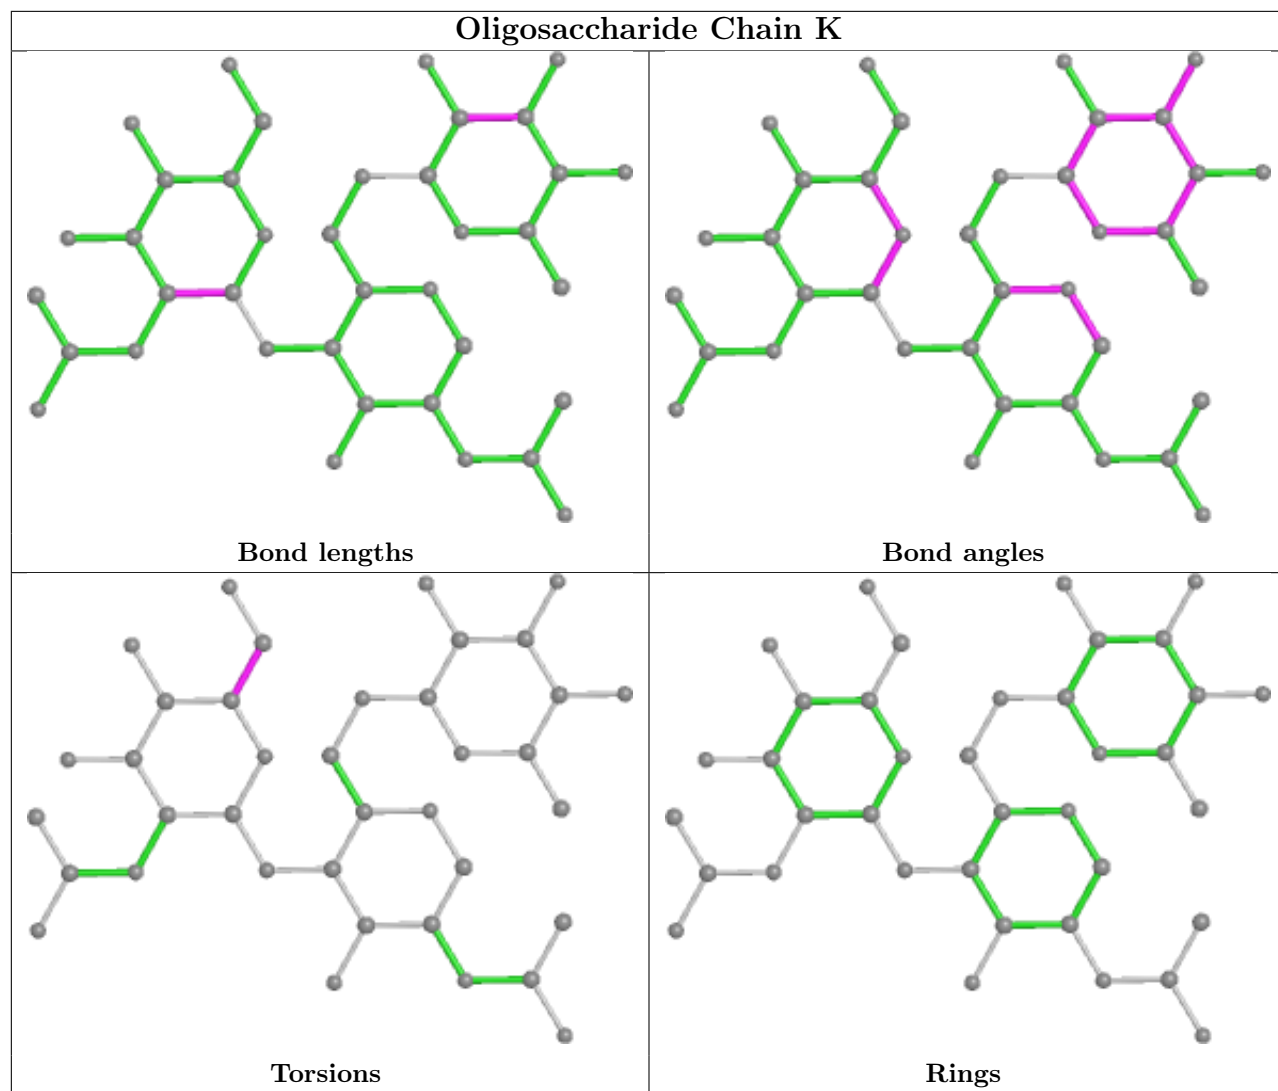 Oligosaccharide Chain K
Bond lengths
Bond angles
Torsions
Rings